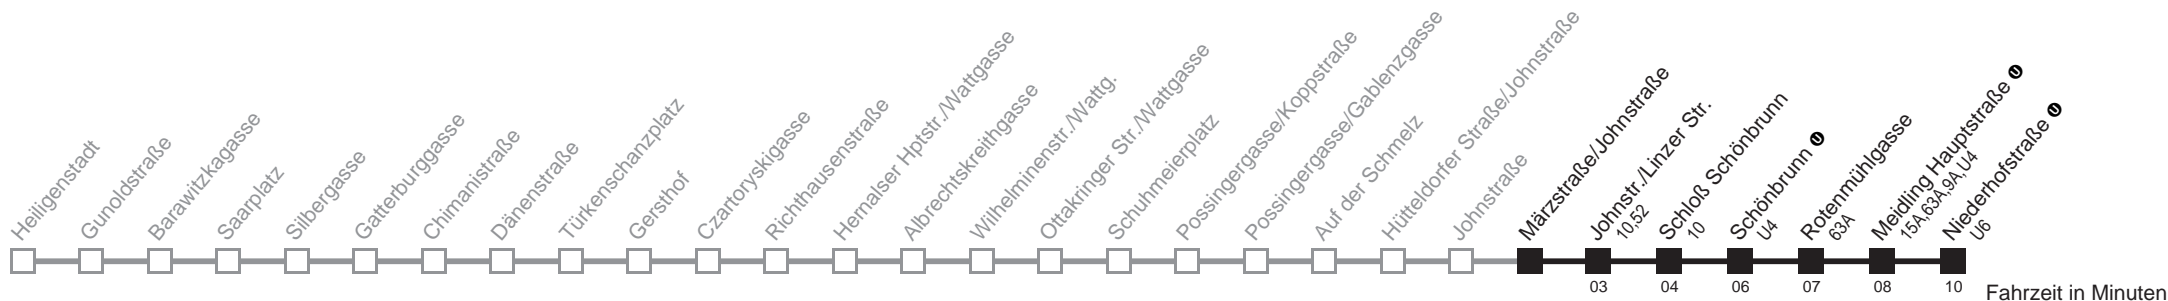 Heiligenstadt
Gunoldstraße
Barawitzkagasse
Saarplatz
Silbergasse
Gatterburggasse
Chimanistraße
Dänenstraße
Türkenschanzplatz
Gersthof
Czartoryskigasse
Richthausenstraße
Hernalser Hptstr./Wattgasse
Albrechtskreithgasse
Wilhelminenstr./Wattg.
Ottakringer Str./Wattgasse
Schuhmeierplatz
Possingergasse/Koppstraße
Possingergasse/Gablenzgasse
Auf der Schmelz
Hütteldorfer Straße/Johnstraße
Johnstraße
Märzstraße/Johnstraße
Johnstr./Linzer Str.
10,52
Schloß Schönbrunn
10
Schönbrunn U
U4
Rotenmühlgasse
63A
Meidling Hauptstraße U
15A,63A,9A,U4
Niederhofstraße U
U6
03 04 06 07 08 10
Fahrzeit in Minuten